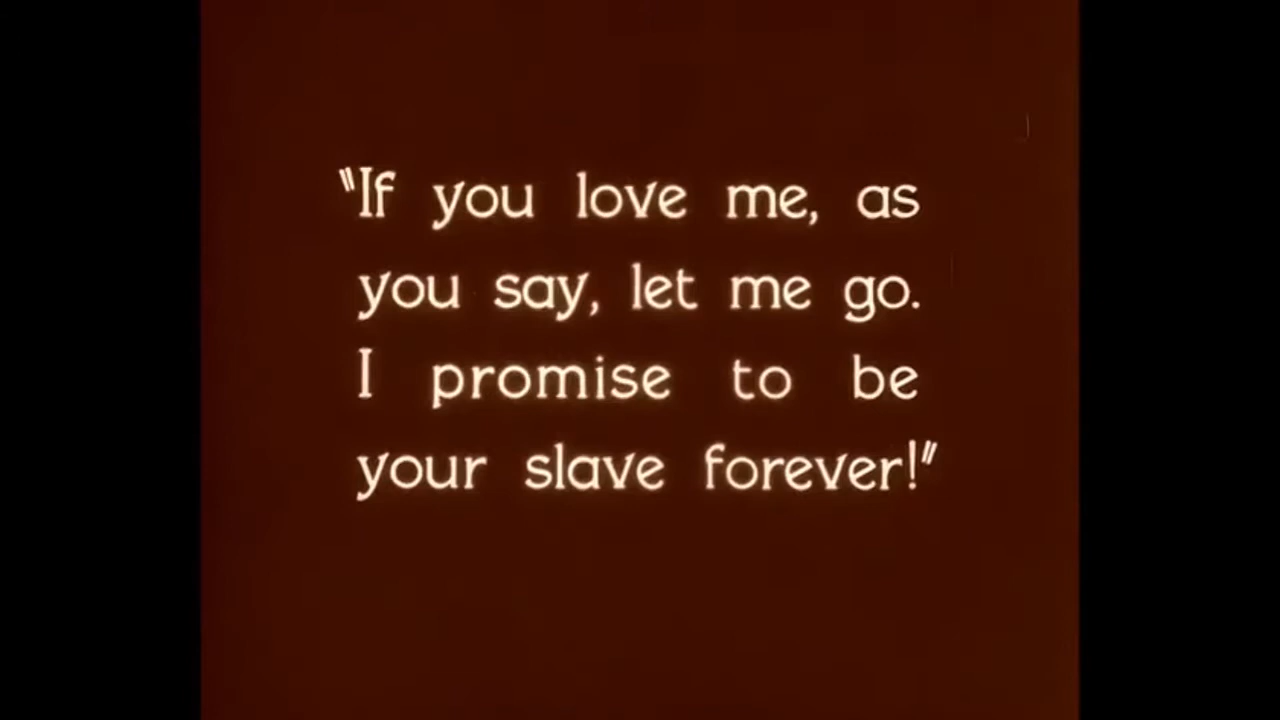 "If you love me, as
you say, let me go.
I promise to be
your slave forever!"